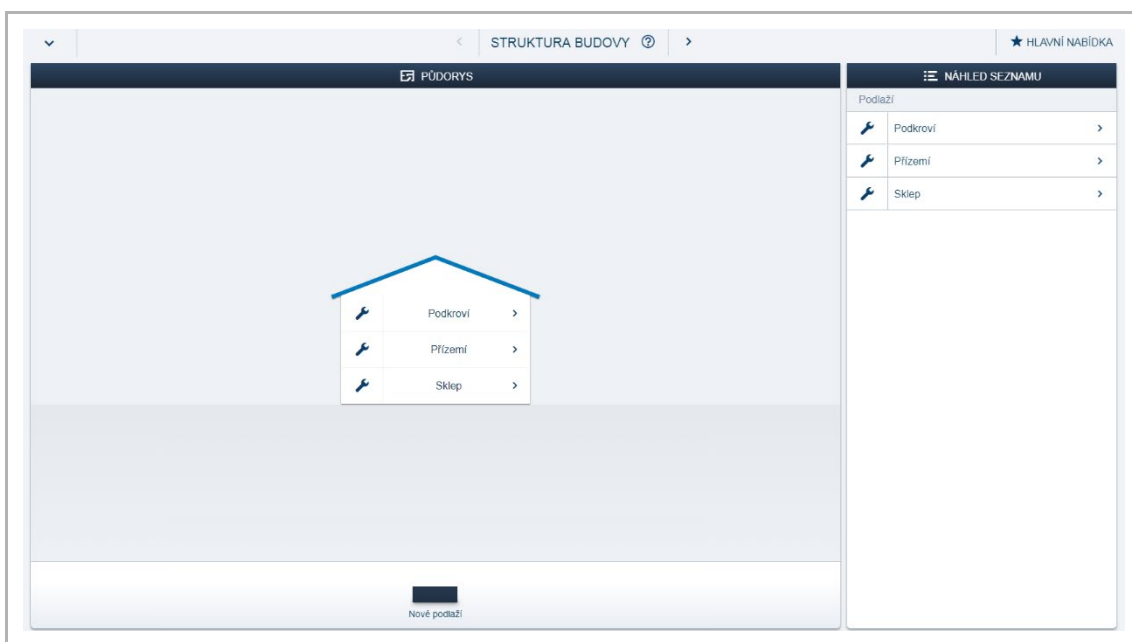 STRUKTURA BUDOVY
HLAVNÍ NABÍDKA
PŮDORYS
NÁHLED SEZNAMU
Podlaží
Podkroví
Přízemí
Sklep
Podkroví
Přízemí
Sklep
Nové podlaží